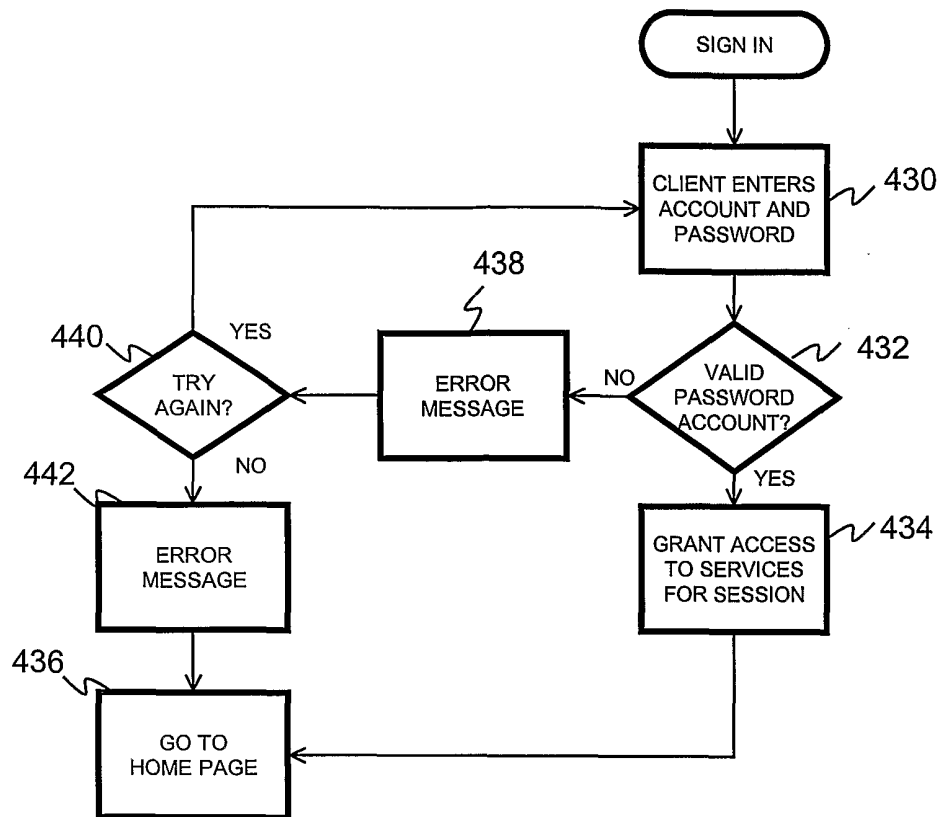 SIGN IN
CLIENT ENTERS
ACCOUNT AND
PASSWORD
430
438
440
YES
432
TRY
AGAIN?
ERROR
MESSAGE
NO
VALID
PASSWORD
ACCOUNT?
NO
YES
442
434
ERROR
MESSAGE
GRANT ACCESS
TO SERVICES
FOR SESSION
436
GO TO
HOME PAGE